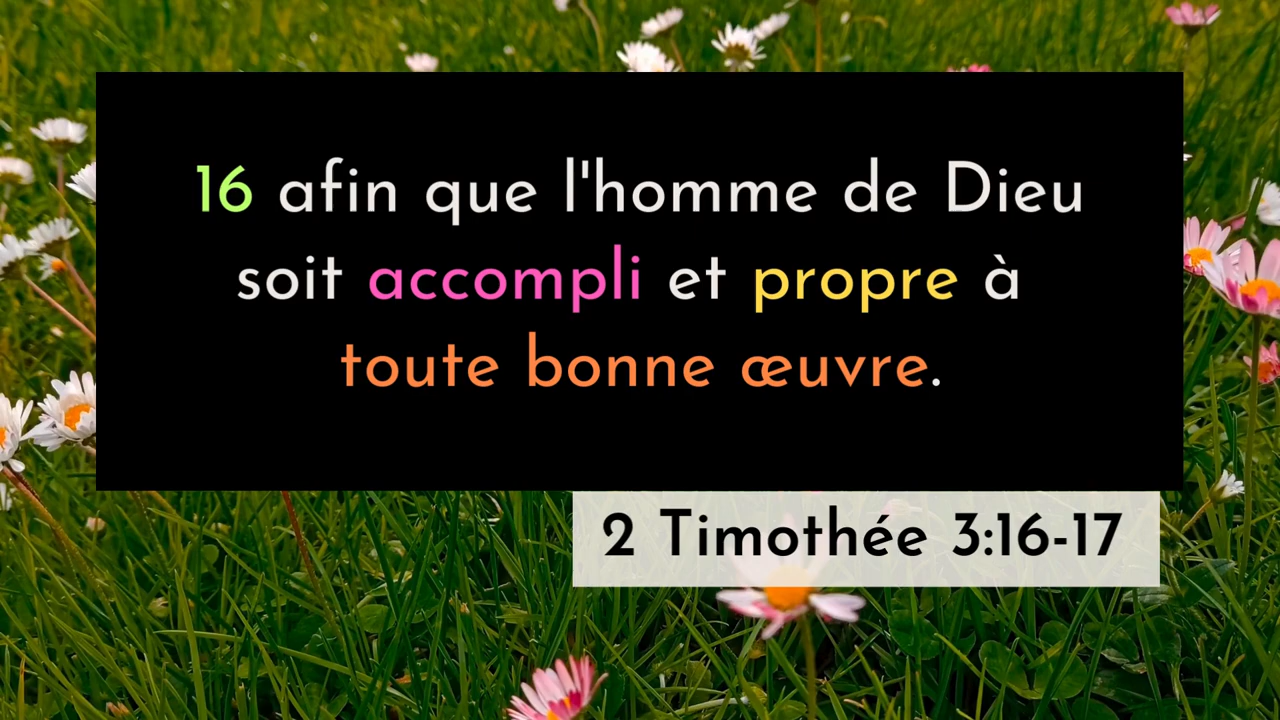 16 afin que l'homme de Dieu
soit accompli et propre à
toute bonne œuvre.
2 Timothée 3:16-17